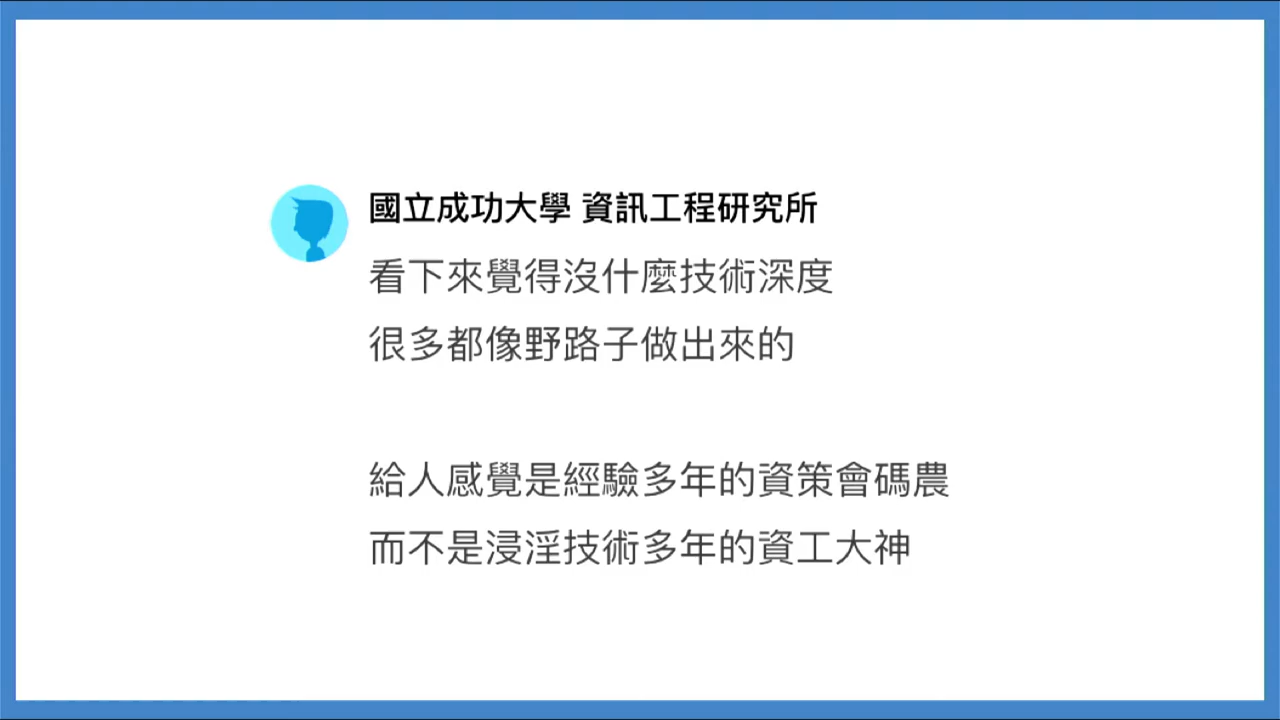 國立成功大學 資訊工程研究所
看下來覺得沒什麼技術深度
很多都像野路子做出來的
給人感覺是經驗多年的資策會碼農
而不是浸淫技術多年的資工大神